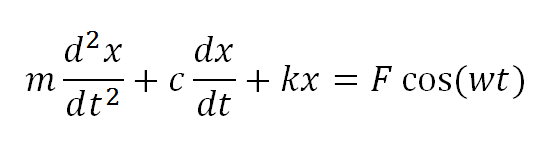 m d²x/dt² + c dx/dt + kx = F cos(wt)